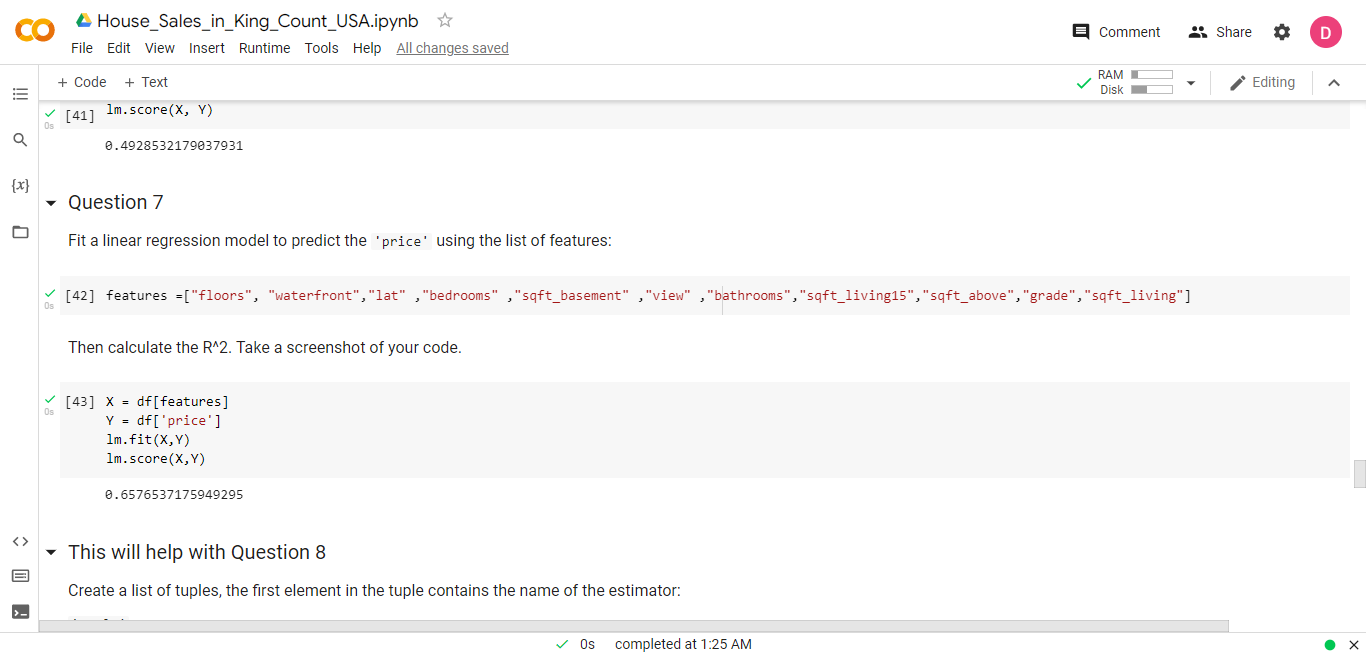 House_Sales_in_King_Count_USA.ipynb
File Edit View Insert Runtime Tools Help All changes saved
Comment Share D
+ Code + Text
RAM
Disk
Editing
[41] lm.score(X, Y)
0s
0.4928532179037931
{x}
Question 7
Fit a linear regression model to predict the 'price' using the list of features:
[42] features =["floors", "waterfront","lat" ,"bedrooms" ,"sqft_basement" ,"view" ,"bathrooms","sqft_living15","sqft_above","grade","sqft_living"]
0s
Then calculate the R^2. Take a screenshot of your code.
[43] X = df[features]
0s
Y = df['price']
lm.fit(X,Y)
lm.score(X,Y)
0.6576537175949295
This will help with Question 8
Create a list of tuples, the first element in the tuple contains the name of the estimator:
0s completed at 1:25 AM